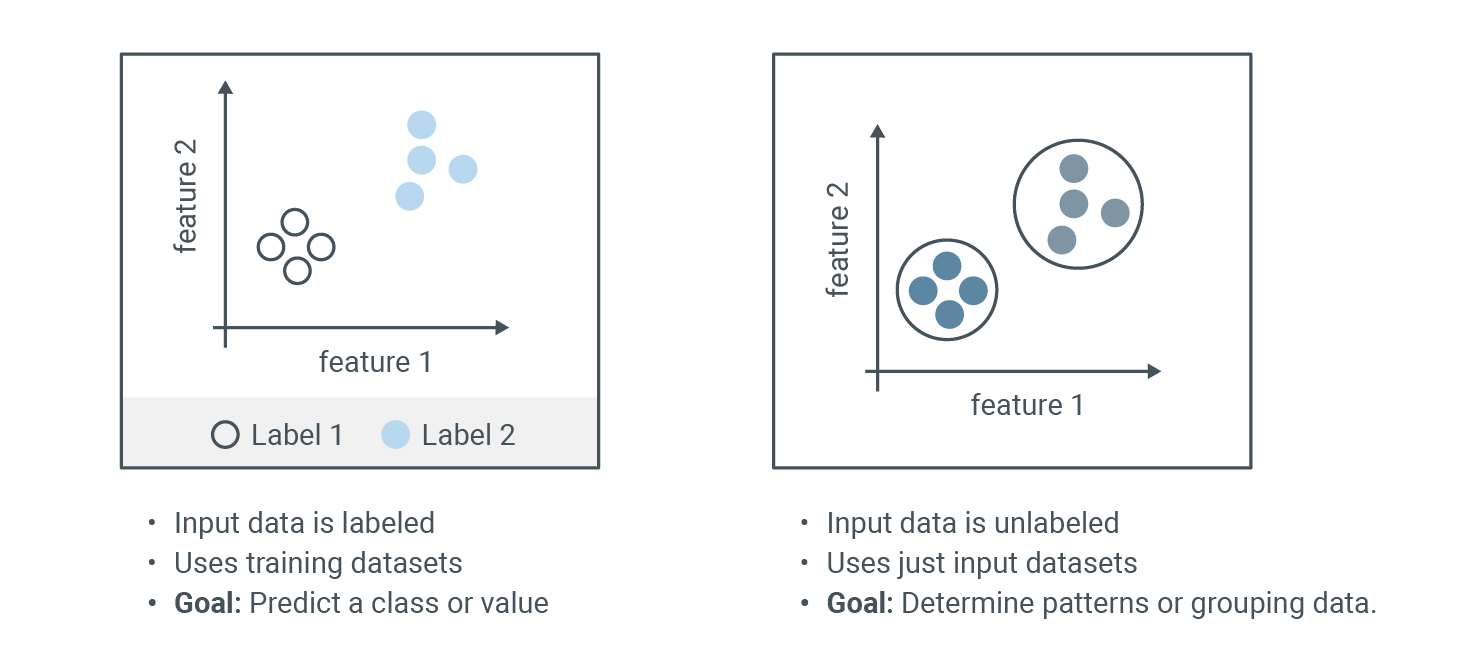 feature 2
feature 1
Label 1
Label 2
• Input data is labeled
• Uses training datasets
• Goal: Predict a class or value
feature 2
feature 1
• Input data is unlabeled
• Uses just input datasets
• Goal: Determine patterns or grouping data.